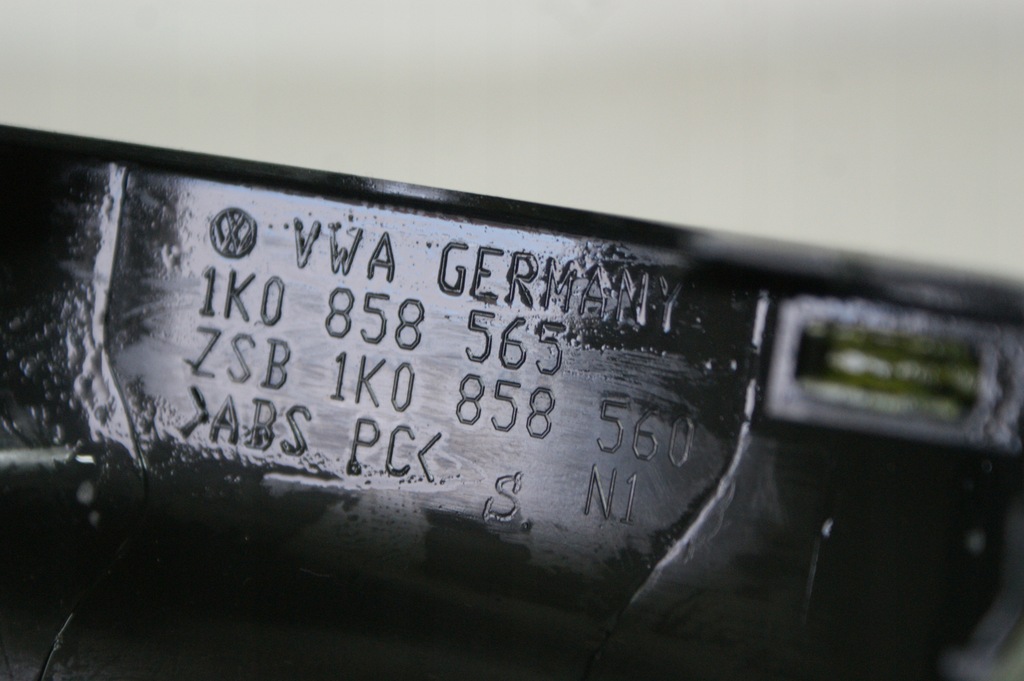 VWA GERMANY
1K0 858 565
ZSB 1K0 858 560
>ABS PC< S. N1